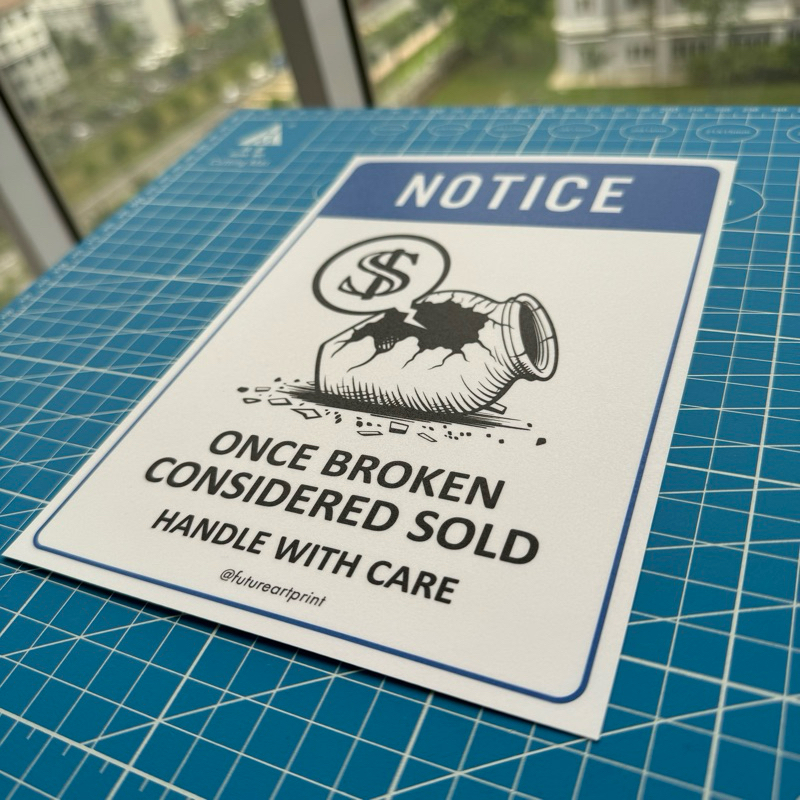 NOTICE
$
ONCE BROKEN
CONSIDERED SOLD
HANDLE WITH CARE
@futureartprint